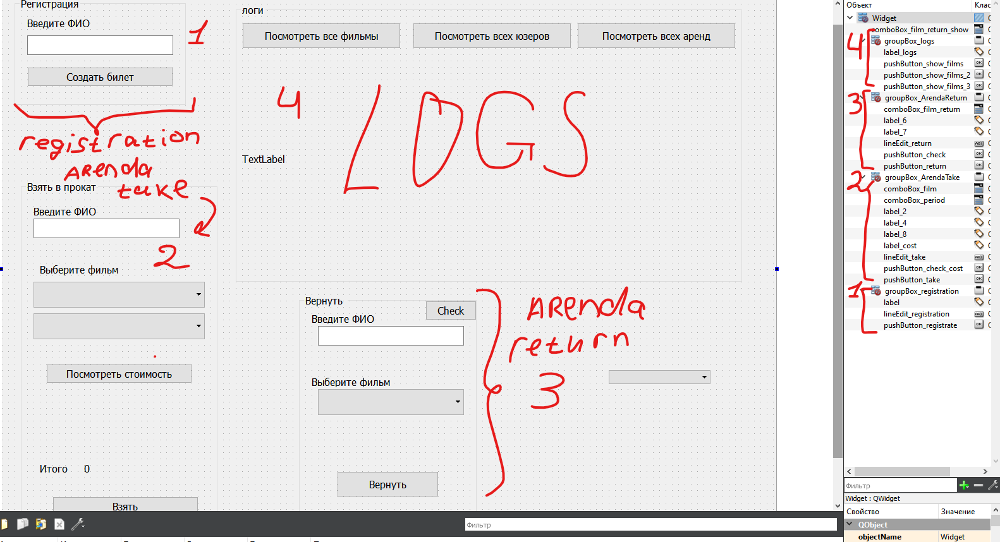 Регистрация
Введите ФИО
Создать билет
1
registration
Arenda
take
Взять в прокат
Введите ФИО
2
Выберите фильм
Посмотреть стоимость
Итого 0
Взять
логи
Посмотреть все фильмы
Посмотреть всех юзеров
Посмотреть всех аренд
4
LOGS
TextLabel
Вернуть
Check
Введите ФИО
Выберите фильм
Вернуть
Arenda
return
3
Фильтр
Объект
Widget
comboBox_film_return_show
4
groupBox_logs
label_logs
pushButton_show_films
pushButton_show_films_2
pushButton_show_films_3
3
groupBox_ArendaReturn
comboBox_film_return
label_6
label_7
lineEdit_return
pushButton_check
pushButton_return
2
groupBox_ArendaTake
comboBox_film
comboBox_period
label_2
label_4
label_8
label_cost
lineEdit_take
pushButton_check_cost
pushButton_take
1
groupBox_registration
label
lineEdit_registration
pushButton_registrate
Фильтр
Widget : QWidget
Свойство Значение
QObject
objectName Widget